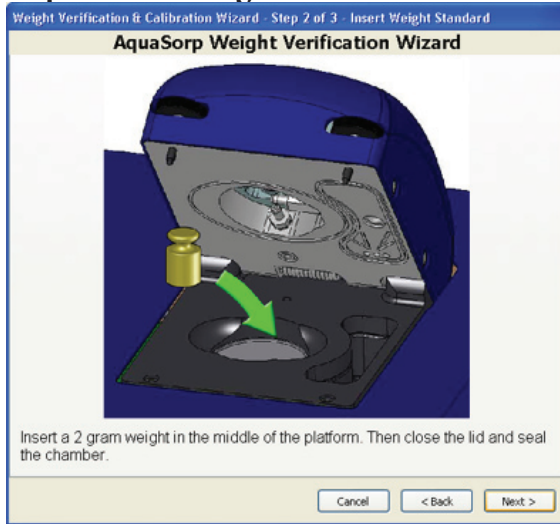 Weight Verification & Calibration Wizard - Step 2 of 3 - Insert Weight Standard
AquaSorp Weight Verification Wizard
Insert a 2 gram weight in the middle of the platform. Then close the lid and seal
the chamber.
Cancel
< Back
Next >